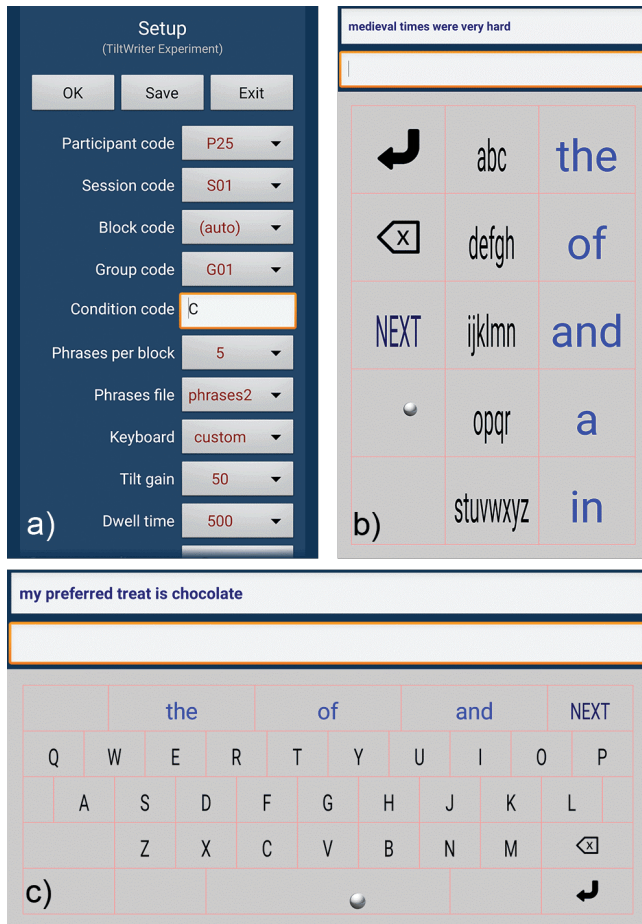 Setup
(TiltWriter Experiment)
OK Save Exit
Participant code P25
Session code S01
Block code (auto)
Group code G01
Condition code C
Phrases per block 5
Phrases file phrases2
Keyboard custom
Tilt gain 50
Dwell time 500
a)
medieval times were very hard
abc the
defgh of
NEXT ijklmn and
opqr a
stuvwxyz in
b)
my preferred treat is chocolate
the of and NEXT
Q W E R T Y U I O P
A S D F G H J K L
Z X C V B N M
c)